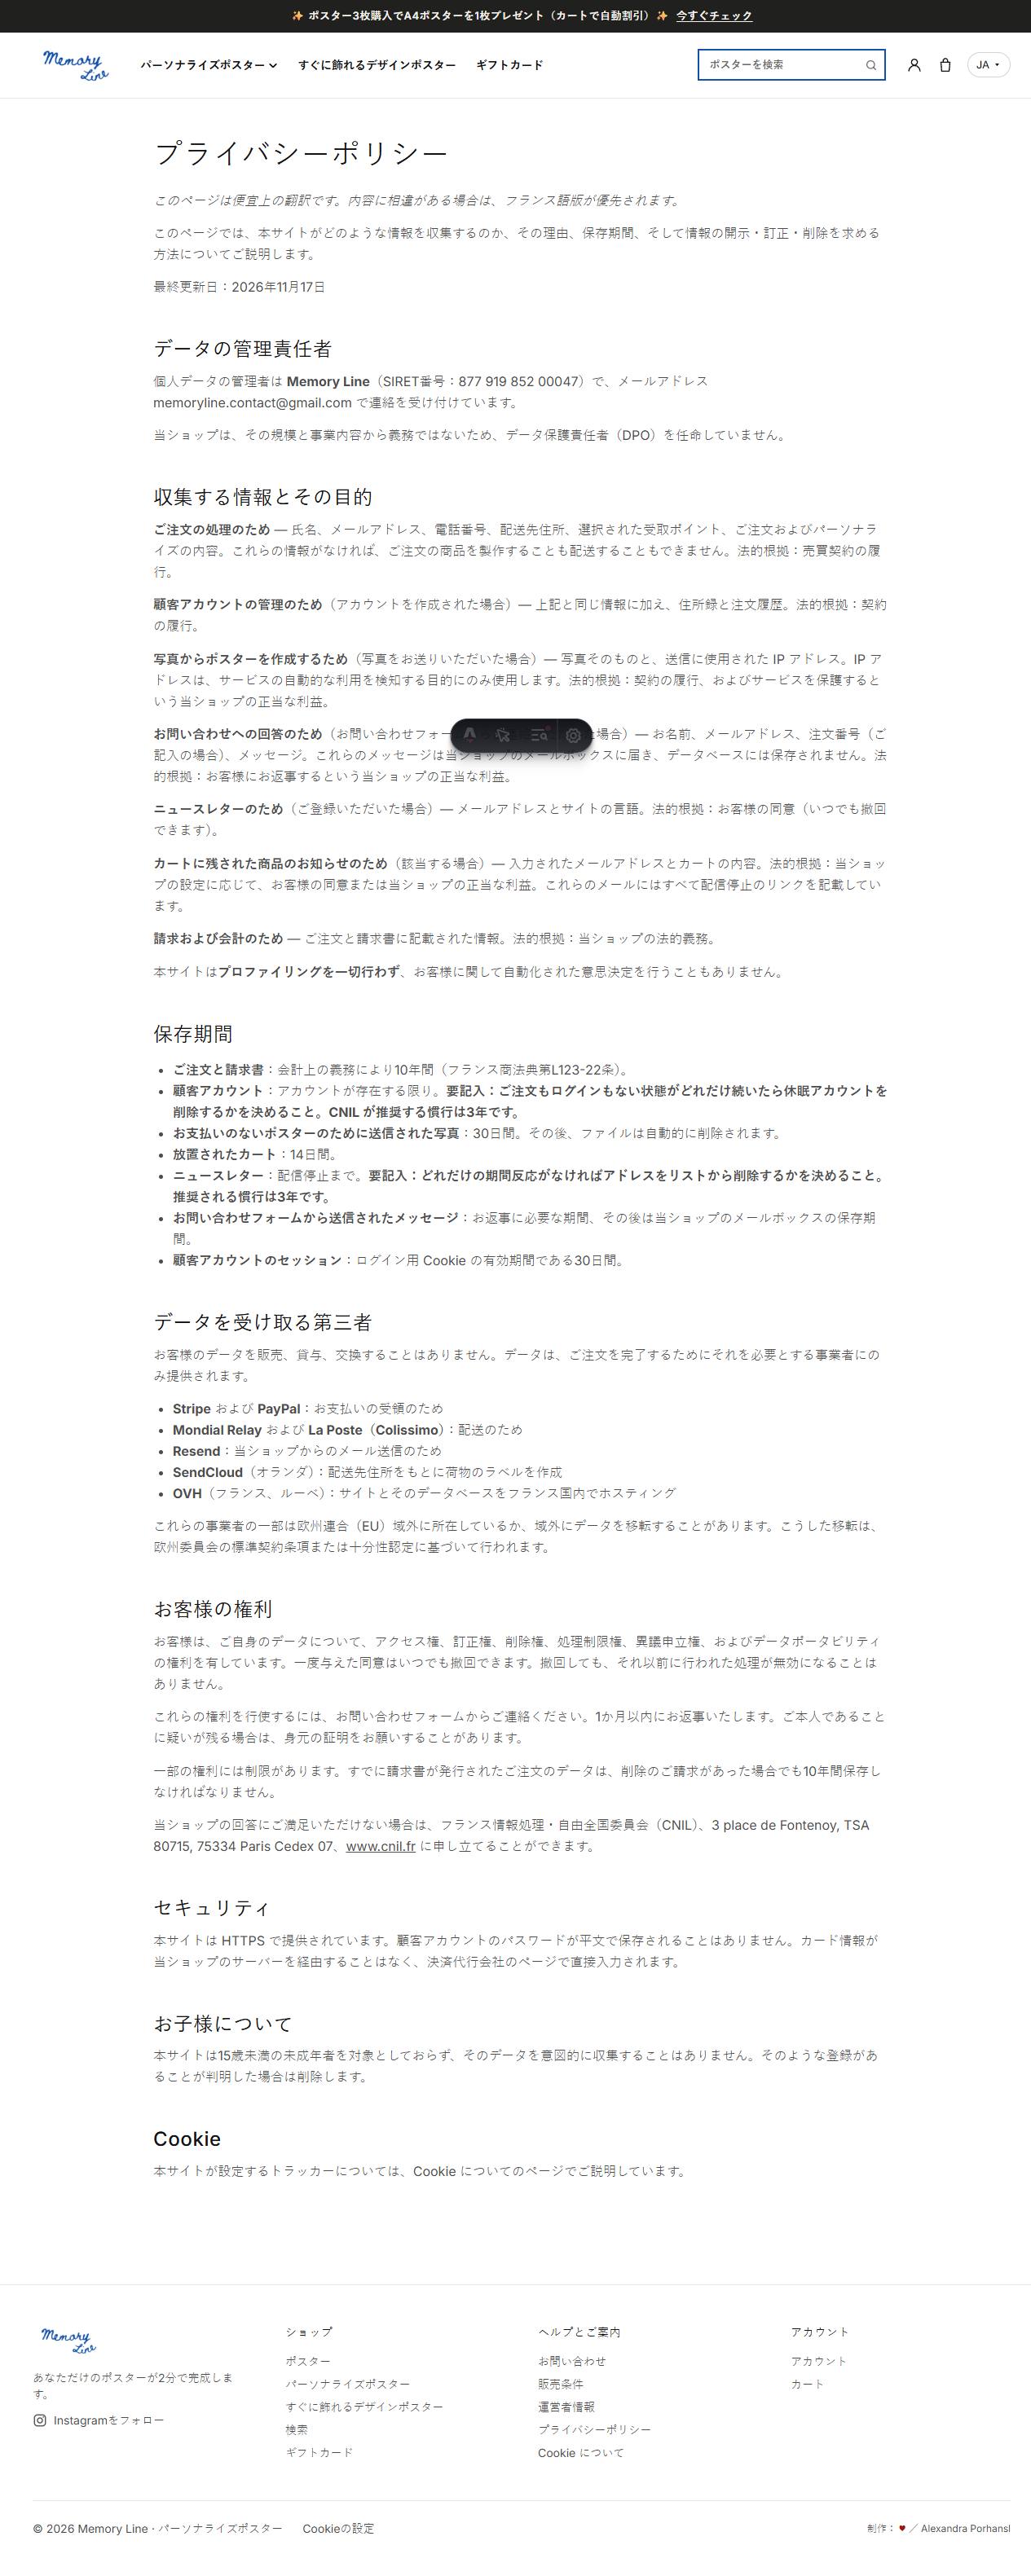 ✨ ポスター3枚購入でA4ポスターを1枚プレゼント（カートで自動割引）✨ 今すぐチェック
Memory Line
パーソナライズポスター
すぐに飾れるデザインポスター
ギフトカード
ポスターを検索
JA
プライバシーポリシー
このページは便宜上の翻訳です。内容に相違がある場合は、フランス語版が優先されます。
このページでは、本サイトがどのような情報を収集するのか、その理由、保存期間、そして情報の開示・訂正・削除を求める
方法についてご説明します。
最終更新日：2026年11月17日
データの管理責任者
個人データの管理者は Memory Line（SIRET番号：877 919 852 00047）で、メールアドレス
memoryline.contact@gmail.com で連絡を受け付けています。
当ショップは、その規模と事業内容から義務ではないため、データ保護責任者（DPO）を任命していません。
収集する情報とその目的
ご注文の処理のため — 氏名、メールアドレス、電話番号、配送先住所、選択された受取ポイント、ご注文およびパーソナラ
イズの内容。これらの情報がなければ、ご注文の商品を製作することも配送することもできません。法的根拠：売買契約の履
行。
顧客アカウントの管理のため（アカウントを作成された場合）— 上記と同じ情報に加え、住所録と注文履歴。法的根拠：契約
の履行。
写真からポスターを作成するため（写真をお送りいただいた場合）— 写真そのものと、送信に使用された IP アドレス。IP ア
ドレスは、サービスの自動的な利用を検知する目的にのみ使用します。法的根拠：契約の履行、およびサービスを保護すると
いう当ショップの正当な利益。
お問い合わせへの回答のため（お問い合わせフォー 場合）— お名前、メールアドレス、注文番号（ご
記入の場合）、メッセージ。これらのメッセージは当ショップのメールボックスに届き、データベースには保存されません。法
的根拠：お客様にお返事するという当ショップの正当な利益。
ニュースレターのため（ご登録いただいた場合）— メールアドレスとサイトの言語。法的根拠：お客様の同意（いつでも撤回
できます）。
カートに残された商品のお知らせのため（該当する場合）— 入力されたメールアドレスとカートの内容。法的根拠：当ショッ
プの設定に応じて、お客様の同意または当ショップの正当な利益。これらのメールにはすべて配信停止のリンクを記載してい
ます。
請求および会計のため — ご注文と請求書に記載された情報。法的根拠：当ショップの法的義務。
本サイトはプロファイリングを一切行わず、お客様に関して自動化された意思決定を行うこともありません。
保存期間
• ご注文と請求書：会計上の義務により10年間（フランス商法典第L123-22条）。
• 顧客アカウント：アカウントが存在する限り。要記入：ご注文もログインもない状態がどれだけ続いたら休眠アカウントを
削除するかを決めること。CNIL が推奨する慣行は3年です。
• お支払いのないポスターのために送信された写真：30日間。その後、ファイルは自動的に削除されます。
• 放置されたカート：14日間。
• ニュースレター：配信停止まで。要記入：どれだけの期間反応がなければアドレスをリストから削除するかを決めること。
推奨される慣行は3年です。
• お問い合わせフォームから送信されたメッセージ：お返事に必要な期間、その後は当ショップのメールボックスの保存期
間。
• 顧客アカウントのセッション：ログイン用 Cookie の有効期間である30日間。
データを受け取る第三者
お客様のデータを販売、貸与、交換することはありません。データは、ご注文を完了するためにそれを必要とする事業者にの
み提供されます。
• Stripe および PayPal：お支払いの受領のため
• Mondial Relay および La Poste（Colissimo）：配送のため
• Resend：当ショップからのメール送信のため
• SendCloud（オランダ）：配送先住所をもとに荷物のラベルを作成
• OVH（フランス、ルーベ）：サイトとそのデータベースをフランス国内でホスティング
これらの事業者の一部は欧州連合（EU）域外に所在しているか、域外にデータを移転することがあります。こうした移転は、
欧州委員会の標準契約条項または十分性認定に基づいて行われます。
お客様の権利
お客様は、ご自身のデータについて、アクセス権、訂正権、削除権、処理制限権、異議申立権、およびデータポータビリティ
の権利を有しています。一度与えた同意はいつでも撤回できます。撤回しても、それ以前に行われた処理が無効になることは
ありません。
これらの権利を行使するには、お問い合わせフォームからご連絡ください。1か月以内にお返事いたします。ご本人であること
に疑いが残る場合は、身元の証明をお願いすることがあります。
一部の権利には制限があります。すでに請求書が発行されたご注文のデータは、削除のご請求があった場合でも10年間保存し
なければなりません。
当ショップの回答にご満足いただけない場合は、フランス情報処理・自由全国委員会（CNIL）、3 place de Fontenoy, TSA
80715, 75334 Paris Cedex 07、www.cnil.fr に申し立てることができます。
セキュリティ
本サイトは HTTPS で提供されています。顧客アカウントのパスワードが平文で保存されることはありません。カード情報が
当ショップのサーバーを経由することはなく、決済代行会社のページで直接入力されます。
お子様について
本サイトは15歳未満の未成年者を対象としておらず、そのデータを意図的に収集することはありません。そのような登録があ
ることが判明した場合は削除します。
Cookie
本サイトが設定するトラッカーについては、Cookie についてのページでご説明しています。
Memory Line
あなただけのポスターが2分で完成しま
す。
Instagramをフォロー
ショップ
ポスター
パーソナライズポスター
すぐに飾れるデザインポスター
検索
ギフトカード
ヘルプとご案内
お問い合わせ
販売条件
運営者情報
プライバシーポリシー
Cookie について
アカウント
アカウント
カート
© 2026 Memory Line · パーソナライズポスター
Cookieの設定
制作：♥ ／ Alexandra Porhansl